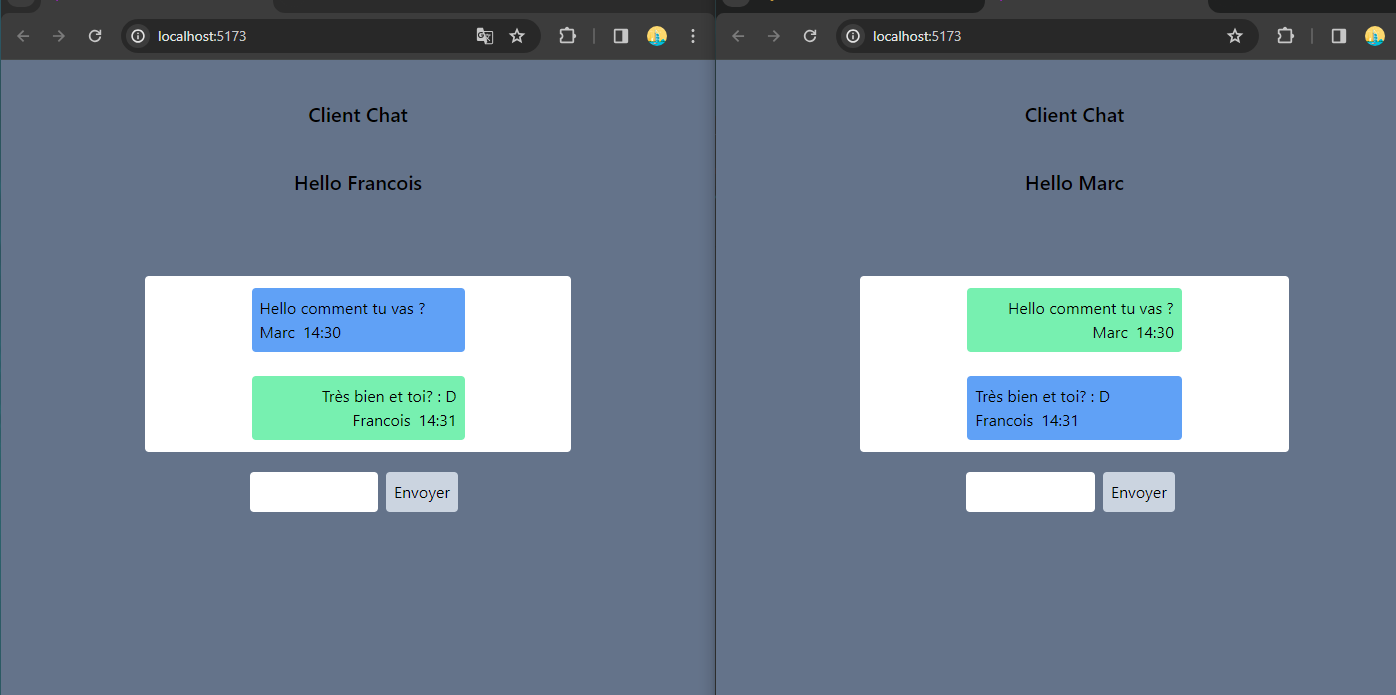 localhost:5173
Client Chat
Hello Francois
Hello comment tu vas ?
Marc 14:30
Très bien et toi? : D
Francois 14:31
Envoyer
localhost:5173
Client Chat
Hello Marc
Hello comment tu vas ?
Marc 14:30
Très bien et toi? : D
Francois 14:31
Envoyer